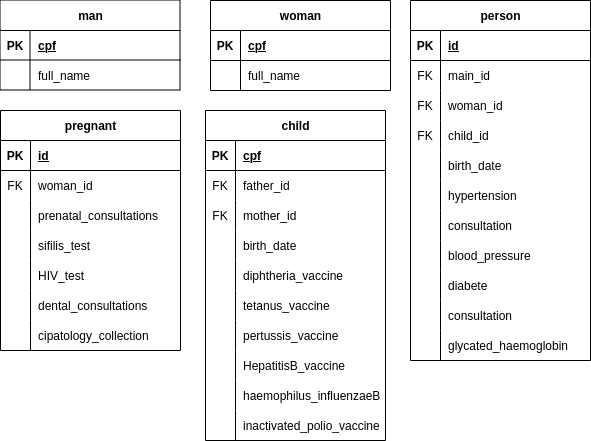 man
PK cpf
full_name
woman
PK cpf
full_name
person
PK id
FK main_id
FK woman_id
FK child_id
birth_date
hypertension
consultation
blood_pressure
diabete
consultation
glycated_haemoglobin
pregnant
PK id
FK woman_id
prenatal_consultations
sifilis_test
HIV_test
dental_consultations
cipatology_collection
child
PK cpf
FK father_id
FK mother_id
birth_date
diphtheria_vaccine
tetanus_vaccine
pertussis_vaccine
HepatitisB_vaccine
haemophilus_influenzaeB
inactivated_polio_vaccine